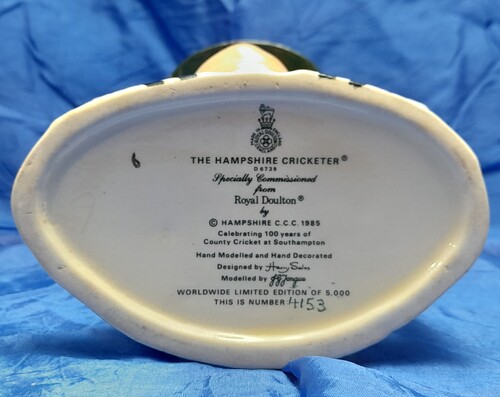 THE HAMPSHIRE CRICKETER®
D 6739
Specially Commissioned
from
Royal Doulton®
by
© HAMPSHIRE C.C.C. 1985
Celebrating 100 years of
County Cricket at Southampton
Hand Modelled and Hand Decorated
Designed by Harry Sales
Modelled by
WORLDWIDE LIMITED EDITION OF 5,000
THIS IS NUMBER 4153